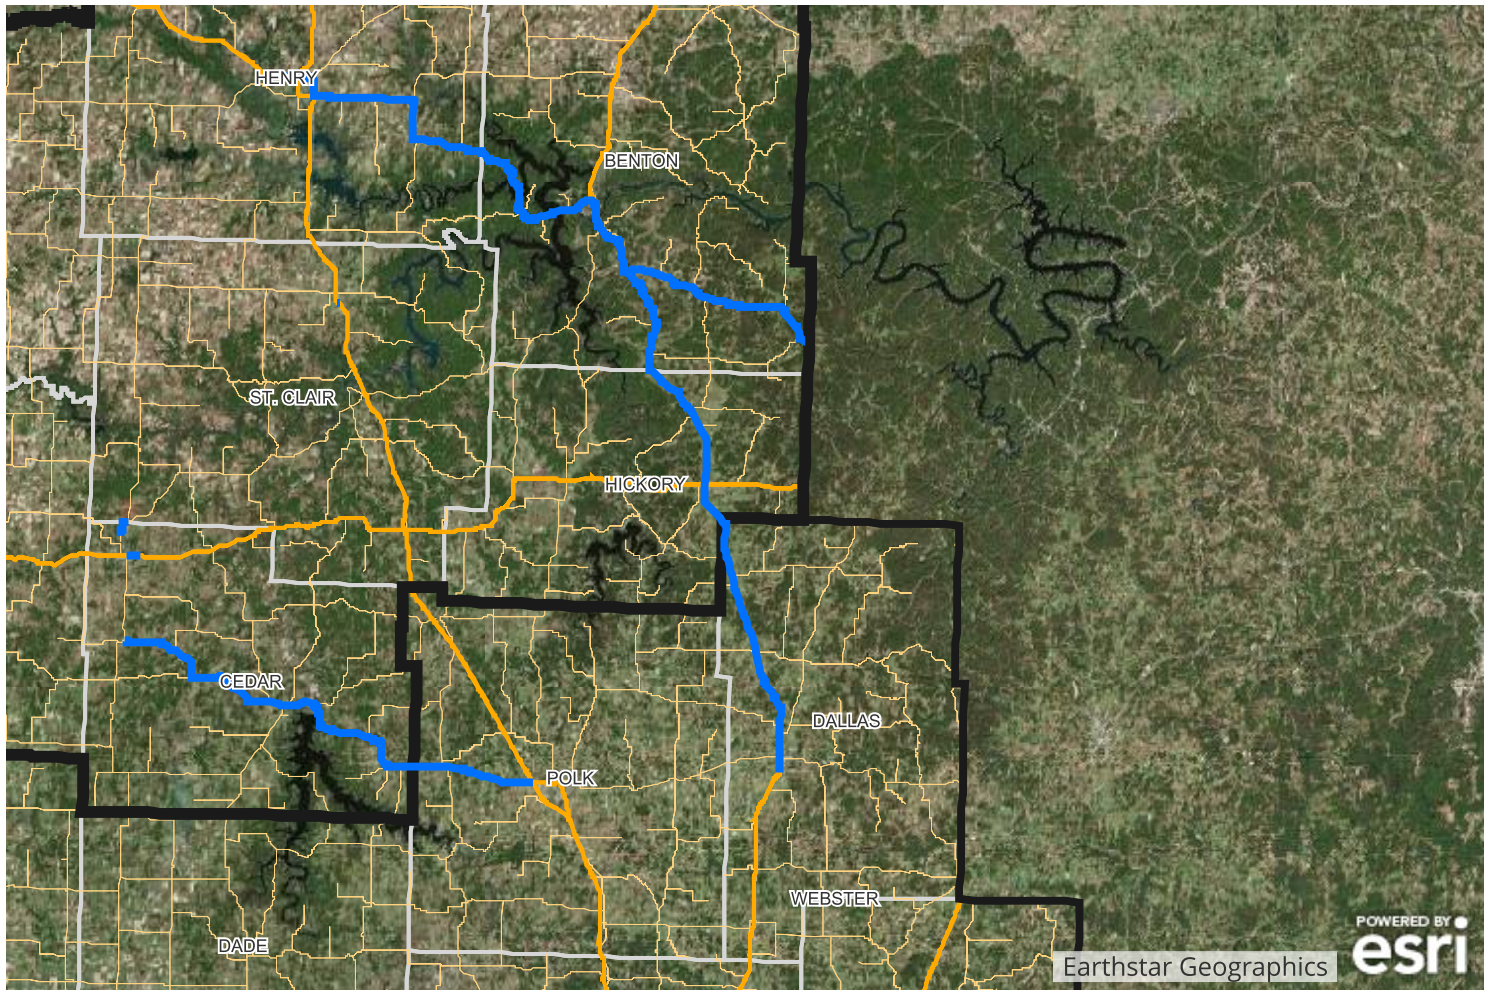 HENRY
BENTON
ST. CLAIR
HICKORY
CEDAR
DALLAS
POLK
WEBSTER
DADE
POWERED BY
esri
Earthstar Geographics